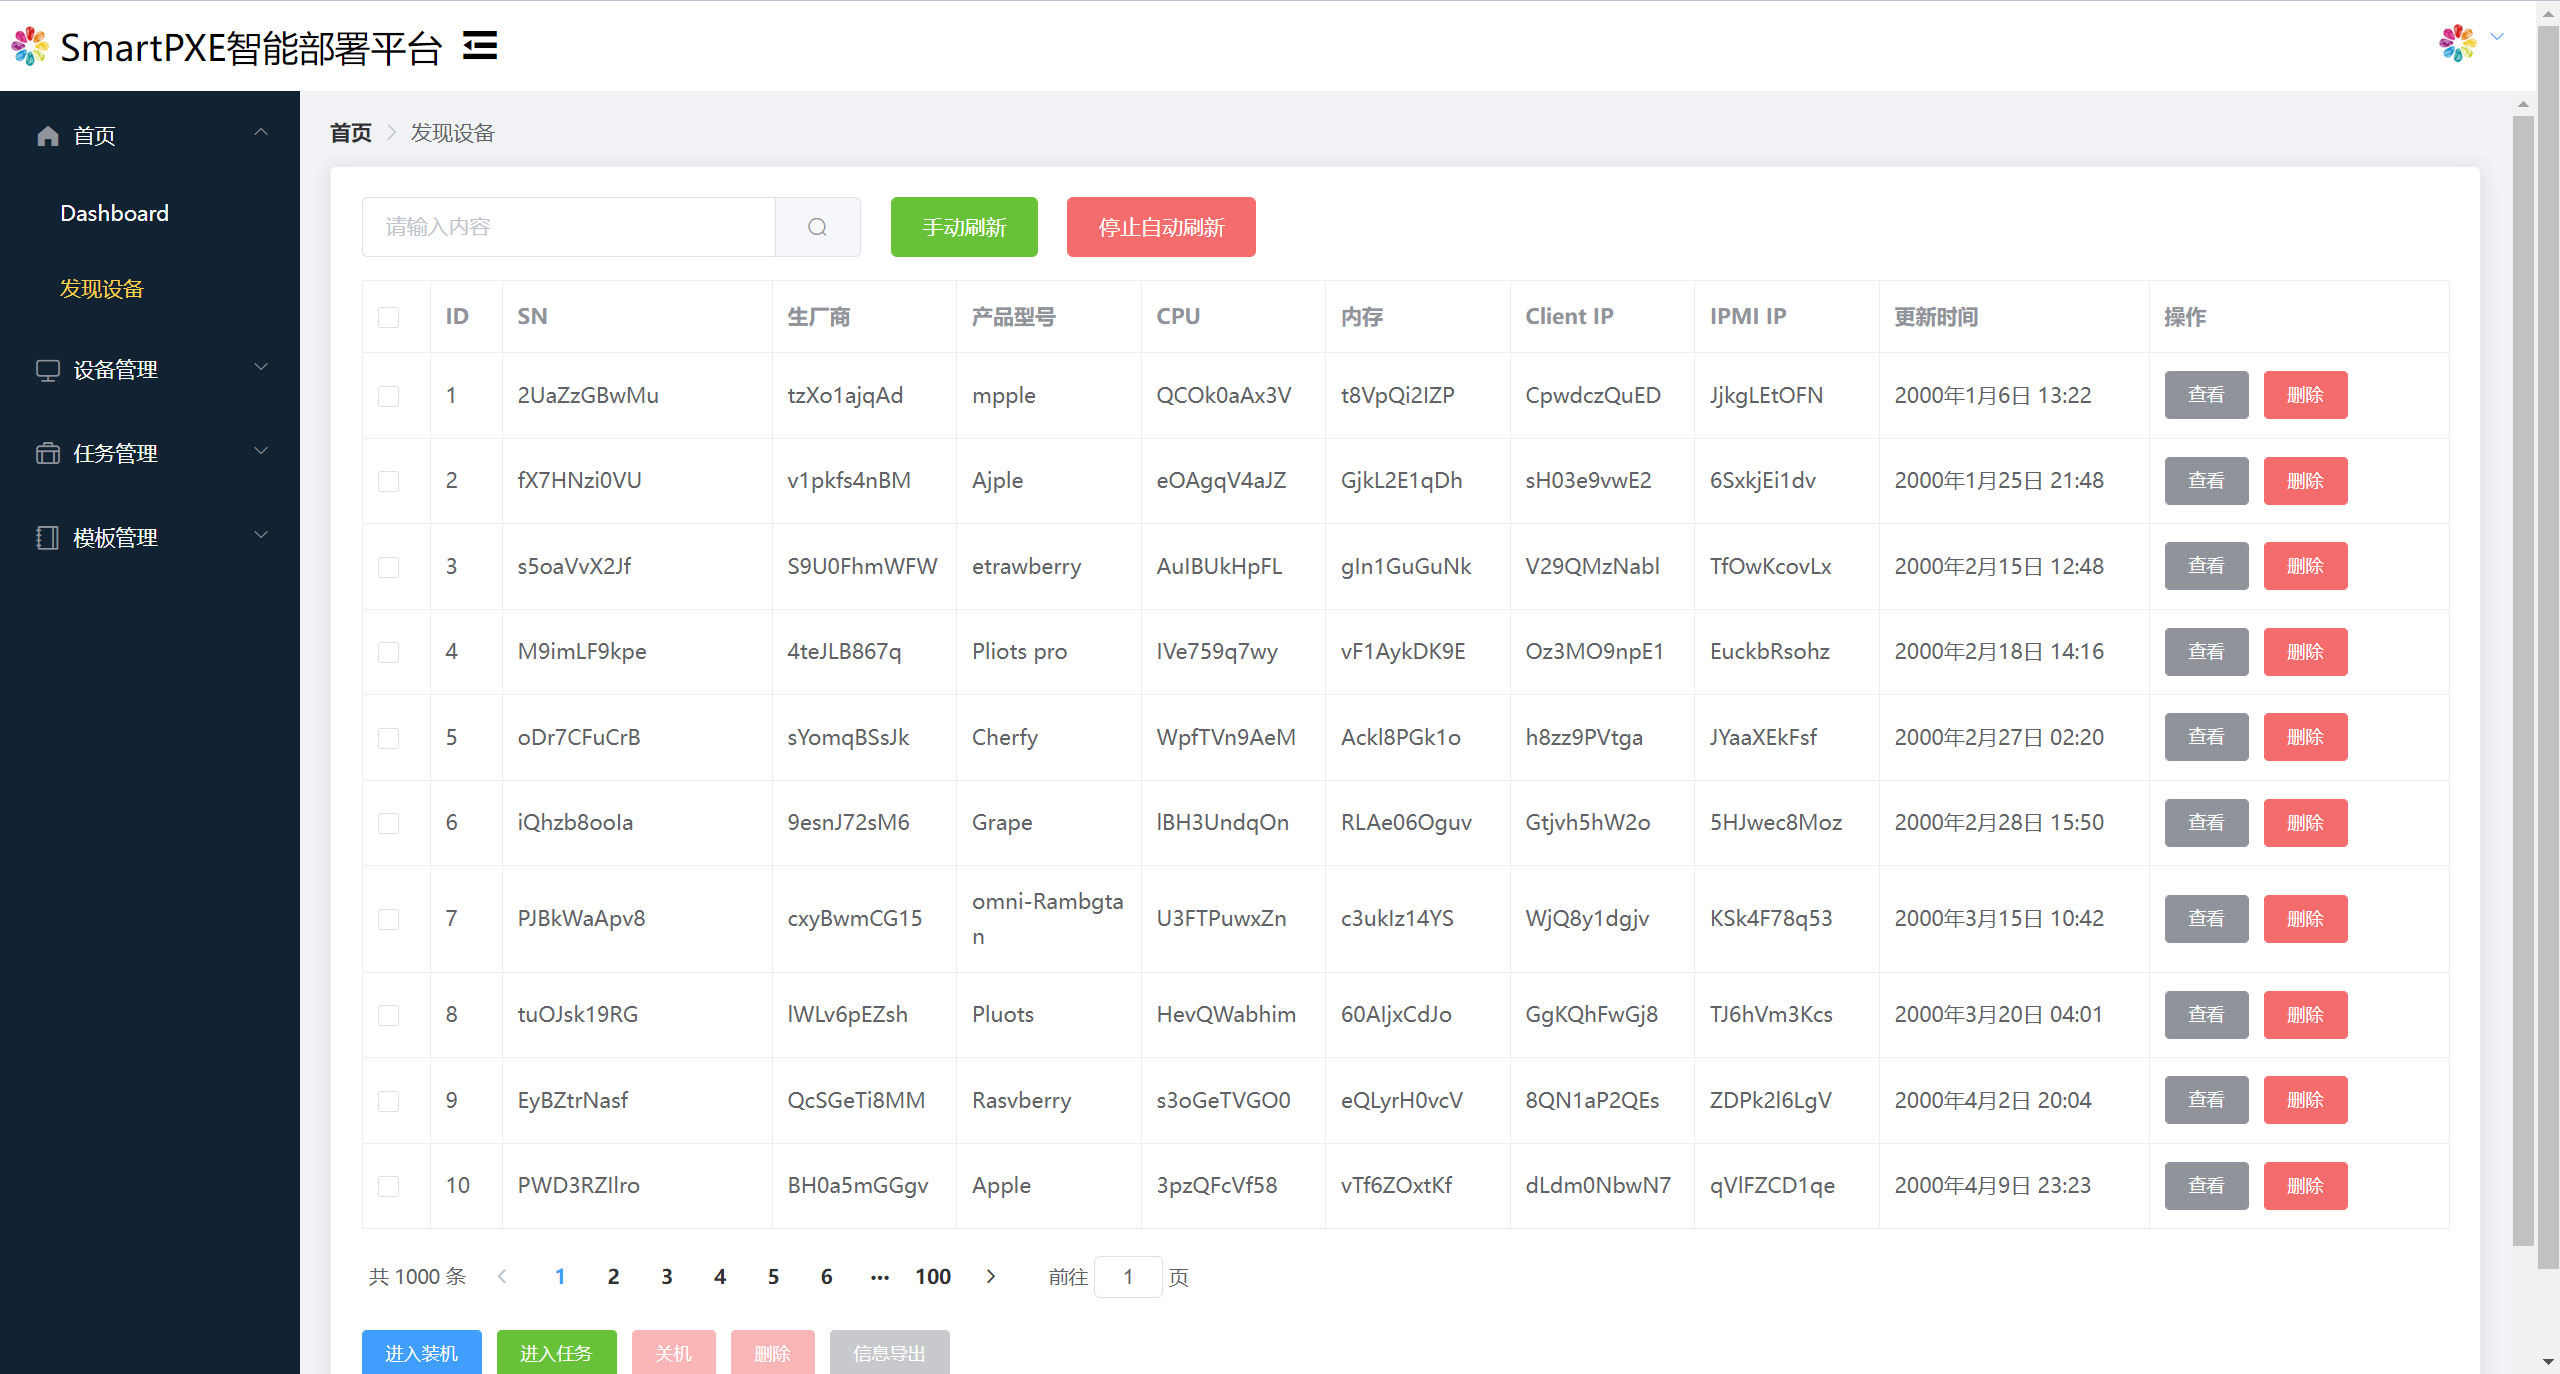 SmartPXE智能部署平台
首页
Dashboard
发现设备
设备管理
任务管理
模板管理
首页 发现设备
请输入内容 手动刷新 停止自动刷新
ID SN 生厂商 产品型号 CPU 内存 Client IP IPMI IP 更新时间 操作
1 2UaZzGBwMu tzXo1ajqAd mpple QCOk0aAx3V t8VpQi2IZP CpwdczQuED JjkgLEtOFN 2000年1月6日 13:22 查看 删除
2 fX7HNzi0VU v1pkfs4nBM Ajple eOAgqV4aJZ GjkL2E1qDh sH03e9vwE2 6SxkjEi1dv 2000年1月25日 21:48 查看 删除
3 s5oaVvX2Jf S9U0FhmWFW etrawberry AuIBUkHpFL gIn1GuGuNk V29QMzNabl TfOwKcovLx 2000年2月15日 12:48 查看 删除
4 M9imLF9kpe 4teJLB867q Pliots pro IVe759q7wy vF1AykDK9E Oz3MO9npE1 EuckbRsohz 2000年2月18日 14:16 查看 删除
5 oDr7CFuCrB sYomqBSsJk Cherfy WpfTVn9AeM Ackl8PGk1o h8zz9PVtga JYaaXEkFsf 2000年2月27日 02:20 查看 删除
6 iQhzb8ooIa 9esnJ72sM6 Grape lBH3UndqOn RLAe06Oguv Gtjvh5hW2o 5HJwec8Moz 2000年2月28日 15:50 查看 删除
7 PJBkWaApv8 cxyBwmCG15 omni-Rambgta
n U3FTPuwxZn c3ukIz14YS WjQ8y1dgjv KSk4F78q53 2000年3月15日 10:42 查看 删除
8 tuOJsk19RG lWLv6pEZsh Pluots HevQWabhim 60AIjxCdJo GgKQhFwGj8 TJ6hVm3Kcs 2000年3月20日 04:01 查看 删除
9 EyBZtrNasf QcSGeTi8MM Rasvberry s3oGeTVGO0 eQLyrH0vcV 8QN1aP2QEs ZDPk2l6LgV 2000年4月2日 20:04 查看 删除
10 PWD3RZIlro BH0a5mGGgv Apple 3pzQFcVf58 vTf6ZOxtKf dLdm0NbwN7 qVlFZCD1qe 2000年4月9日 23:23 查看 删除
共 1000 条 1 2 3 4 5 6 ··· 100 前往 1 页
进入装机 进入任务 关机 删除 信息导出